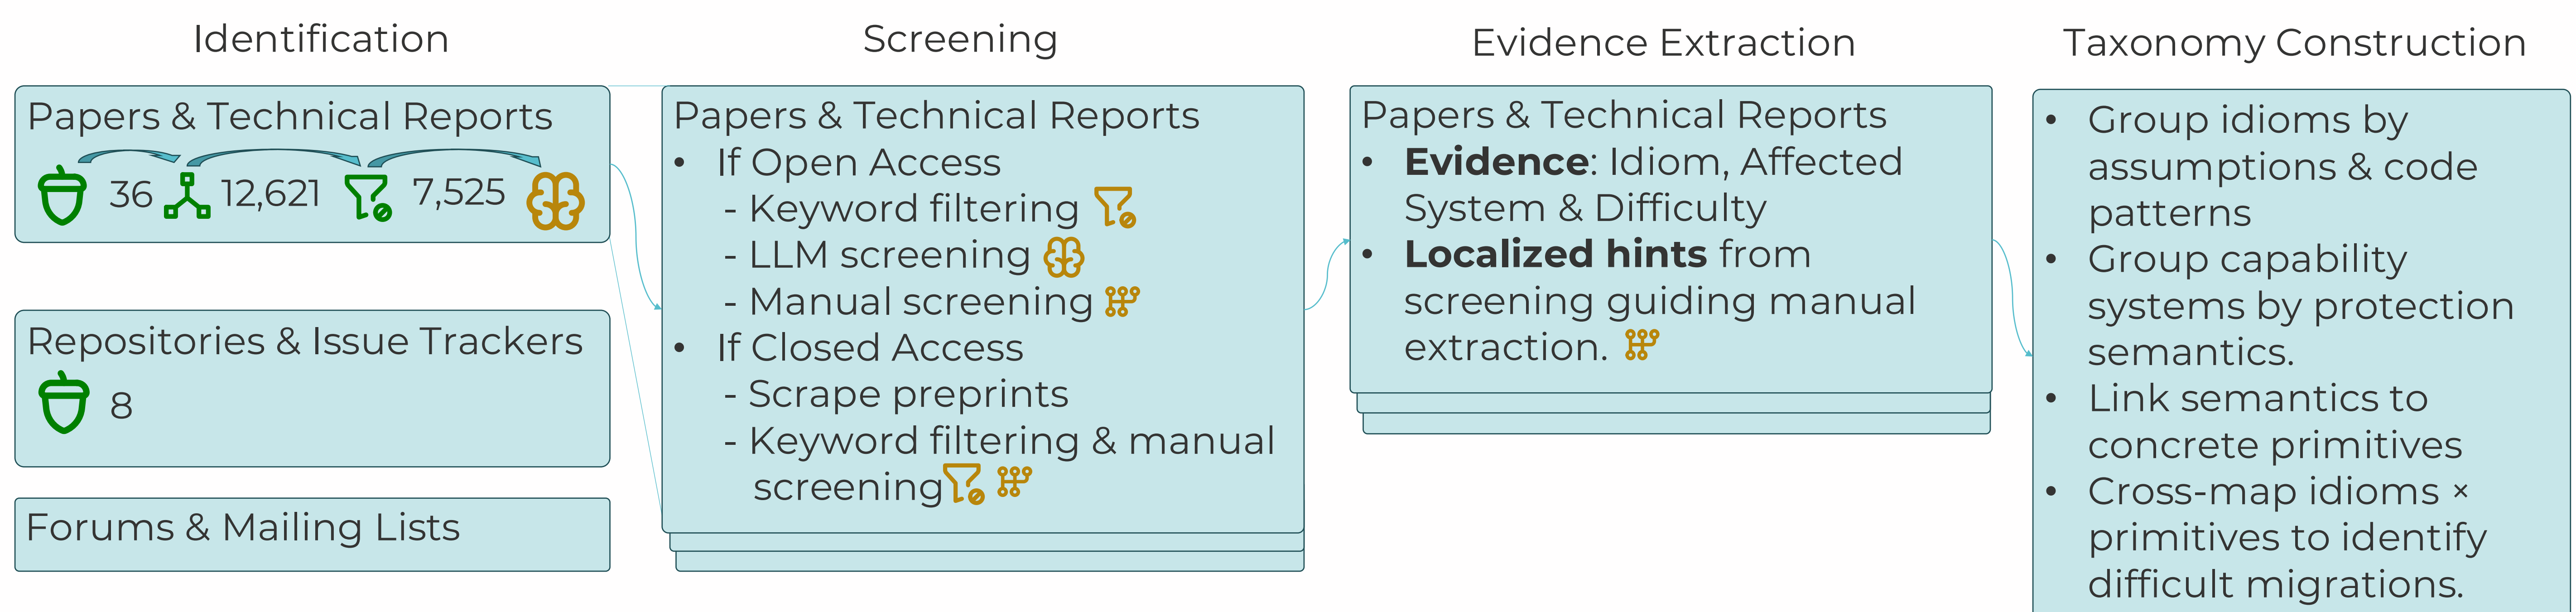 Identification
Papers & Technical Reports
36 12,621 7,525
Repositories & Issue Trackers
8
Forums & Mailing Lists
Screening
Papers & Technical Reports
• If Open Access
- Keyword filtering
- LLM screening
- Manual screening
• If Closed Access
- Scrape preprints
- Keyword filtering & manual
screening
Evidence Extraction
Papers & Technical Reports
• Evidence: Idiom, Affected
System & Difficulty
• Localized hints from
screening guiding manual
extraction.
Taxonomy Construction
• Group idioms by
assumptions & code
patterns
• Group capability
systems by protection
semantics.
• Link semantics to
concrete primitives
• Cross-map idioms ×
primitives to identify
difficult migrations.